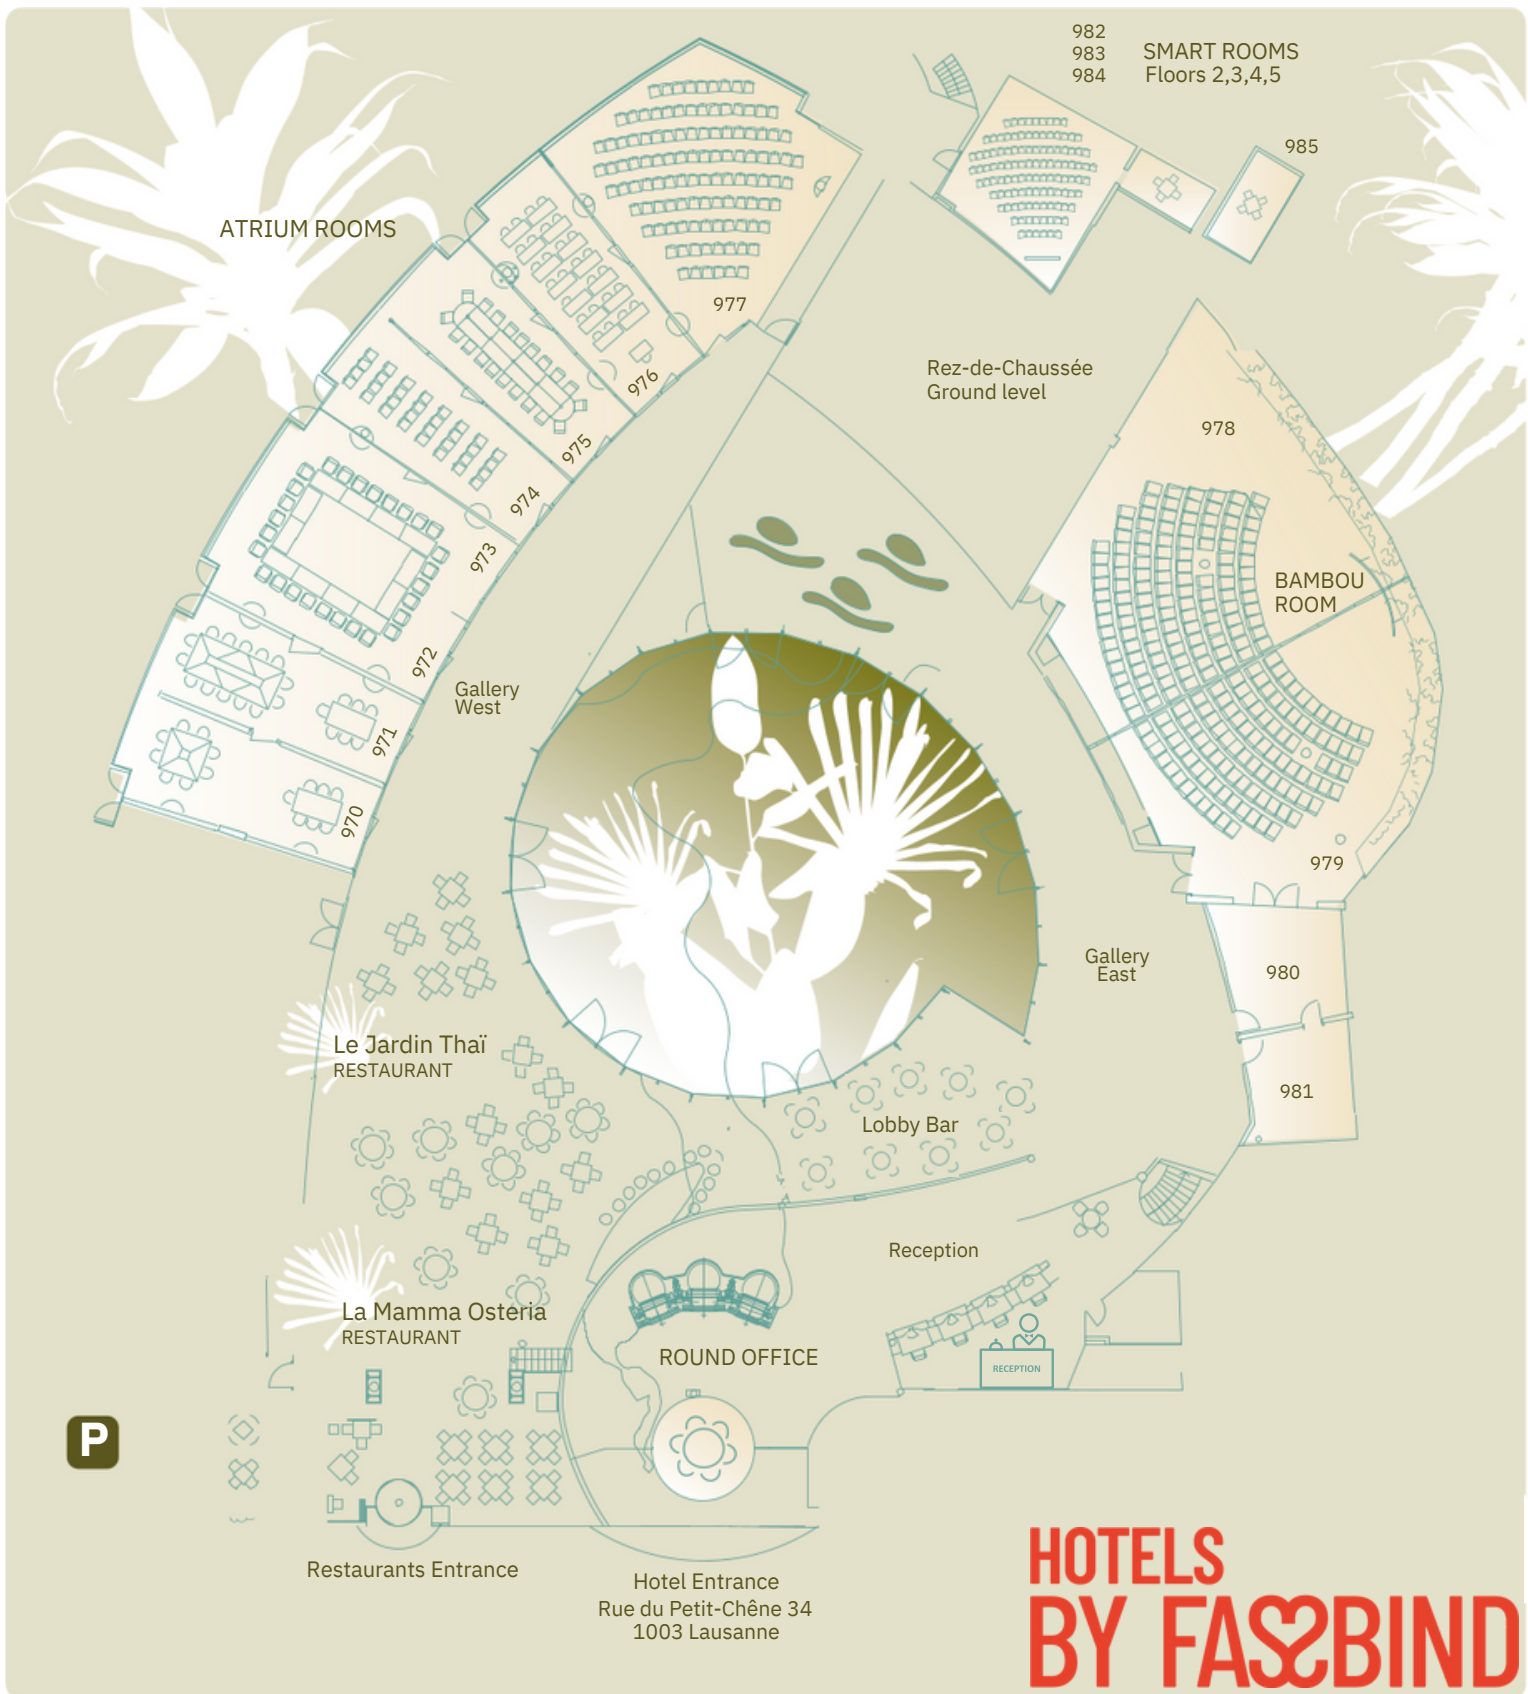 982
983
984
SMART ROOMS
Floors 2,3,4,5
985
ATRIUM ROOMS
977
976
975
974
973
972
971
970
Rez-de-Chaussée
Ground level
978
BAMBOU
ROOM
979
980
981
Gallery
West
Gallery
East
Le Jardin Thaï
RESTAURANT
Lobby Bar
Reception
La Mamma Osteria
RESTAURANT
ROUND OFFICE
RECEPTION
P
Restaurants Entrance
Hotel Entrance
Rue du Petit-Chêne 34
1003 Lausanne
HOTELS
BY FASSBIND